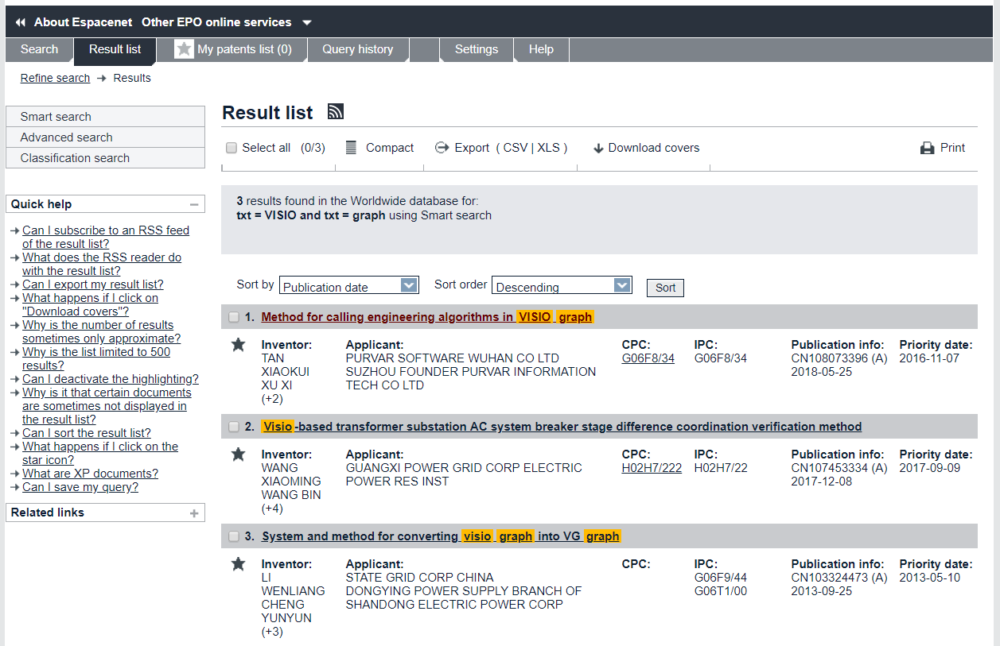 About Espacenet Other EPO online services
Search Result list My patents list (0) Query history Settings Help
Refine search → Results
Smart search
Advanced search
Classification search
Quick help
→ Can I subscribe to an RSS feed
of the result list?
→ What does the RSS reader do
with the result list?
→ Can I export my result list?
→ What happens if I click on
"Download covers"?
→ Why is the number of results
sometimes only approximate?
→ Why is the list limited to 500
results?
→ Can I deactivate the highlighting?
→ Why is it that certain documents
are sometimes not displayed in
the result list?
→ Can I sort the result list?
→ What happens if I click on the
star icon?
→ What are XP documents?
→ Can I save my query?
Related links
Result list
Select all (0/3) Compact Export ( CSV | XLS ) Download covers Print
3 results found in the Worldwide database for:
txt = VISIO and txt = graph using Smart search
Sort by Publication date Sort order Descending Sort
1. Method for calling engineering algorithms in VISIO graph
Inventor: Applicant: CPC: IPC: Publication info: Priority date:
TAN PURVAR SOFTWARE WUHAN CO LTD G06F8/34 G06F8/34 CN108073396 (A) 2016-11-07
XIAOKUI SUZHOU FOUNDER PURVAR INFORMATION 2018-05-25
XU XI TECH CO LTD
(+2)
2. Visio -based transformer substation AC system breaker stage difference coordination verification method
Inventor: Applicant: CPC: IPC: Publication info: Priority date:
WANG GUANGXI POWER GRID CORP ELECTRIC H02H7/222 H02H7/22 CN107453334 (A) 2017-09-09
XIAOMING POWER RES INST 2017-12-08
WANG BIN
(+4)
3. System and method for converting visio graph into VG graph
Inventor: Applicant: CPC: IPC: Publication info: Priority date:
LI STATE GRID CORP CHINA G06F9/44 CN103324473 (A) 2013-05-10
WENLIANG DONGYING POWER SUPPLY BRANCH OF G06T1/00 2013-09-25
CHENG SHANDONG ELECTRIC POWER CORP
YUNYUN
(+3)